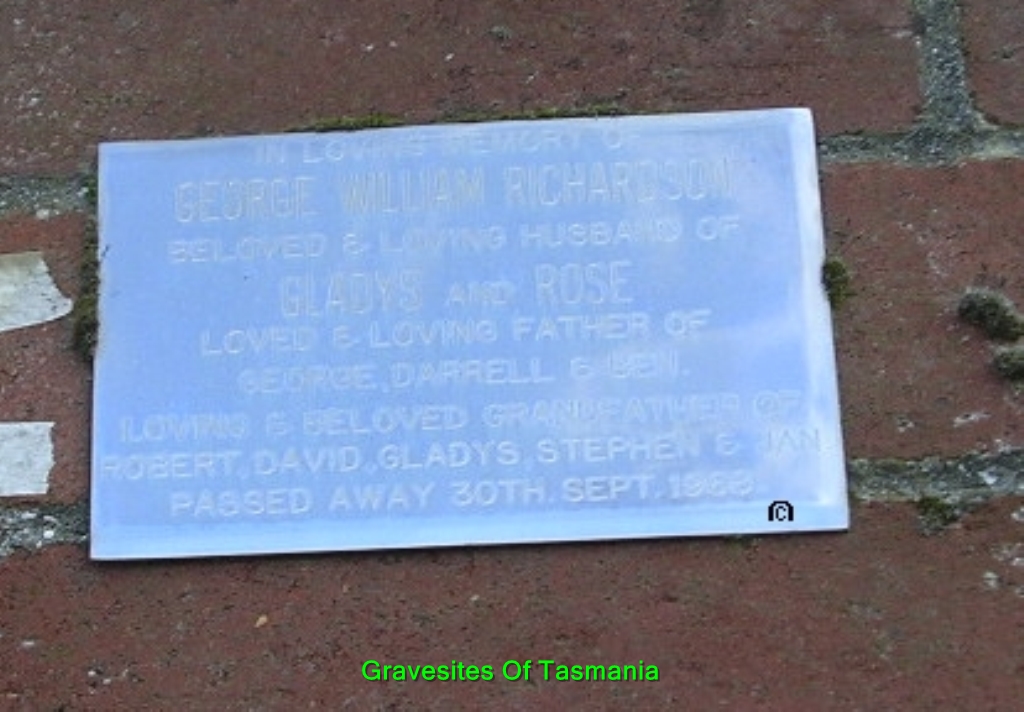 IN LOVING MEMORY OF
GEORGE WILLIAM RICHARDSON
BELOVED & LOVING HUSBAND OF
GLADYS AND ROSE
LOVED & LOVING FATHER OF
GEORGE, DARRELL & BEN.
LOVING & BELOVED GRANDFATHER OF
ROBERT, DAVID, GLADYS, STEPHEN & IAN.
PASSED AWAY 30TH. SEPT.
Gravesites Of Tasmania